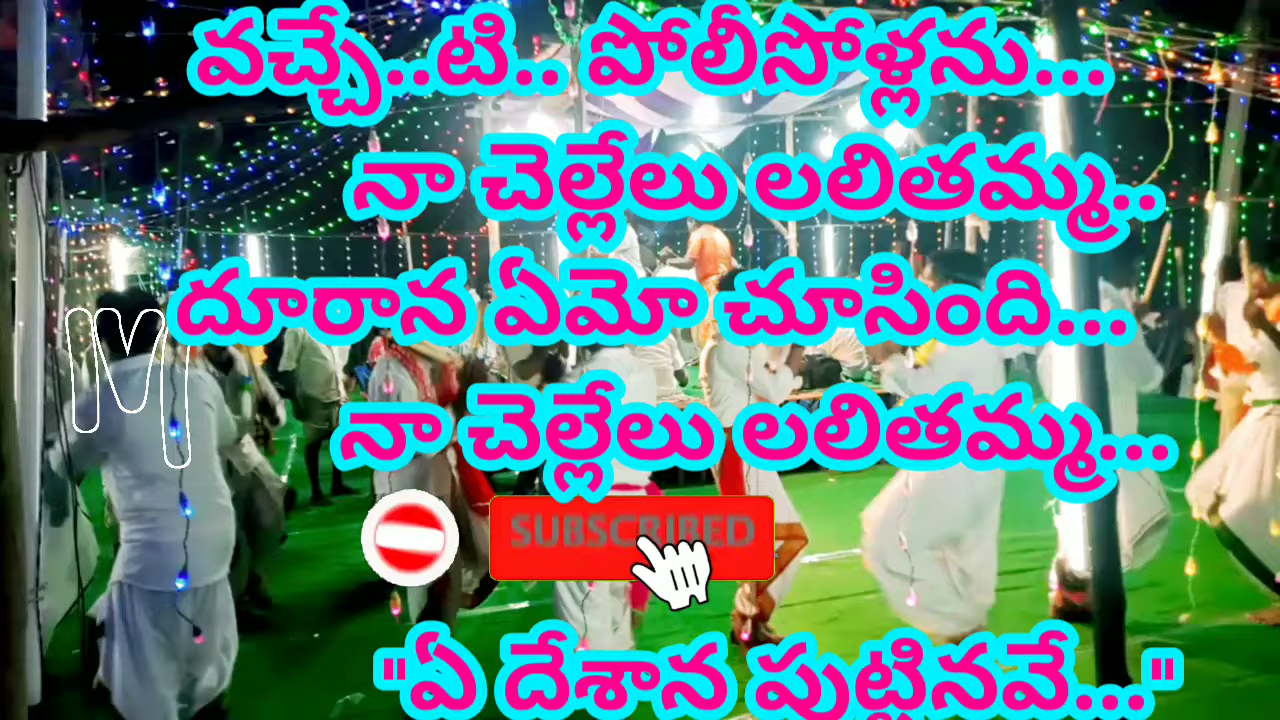 వచ్చే..టి.. పోలీసోళ్లను...
నా చెల్లేలు లలితమ్మ..
దూరాన ఏమో చూసింది...
నా చెల్లేలు లలితమ్మ...
SUBSCRIBED
"ఏ దేశాన పుట్టినవే..."